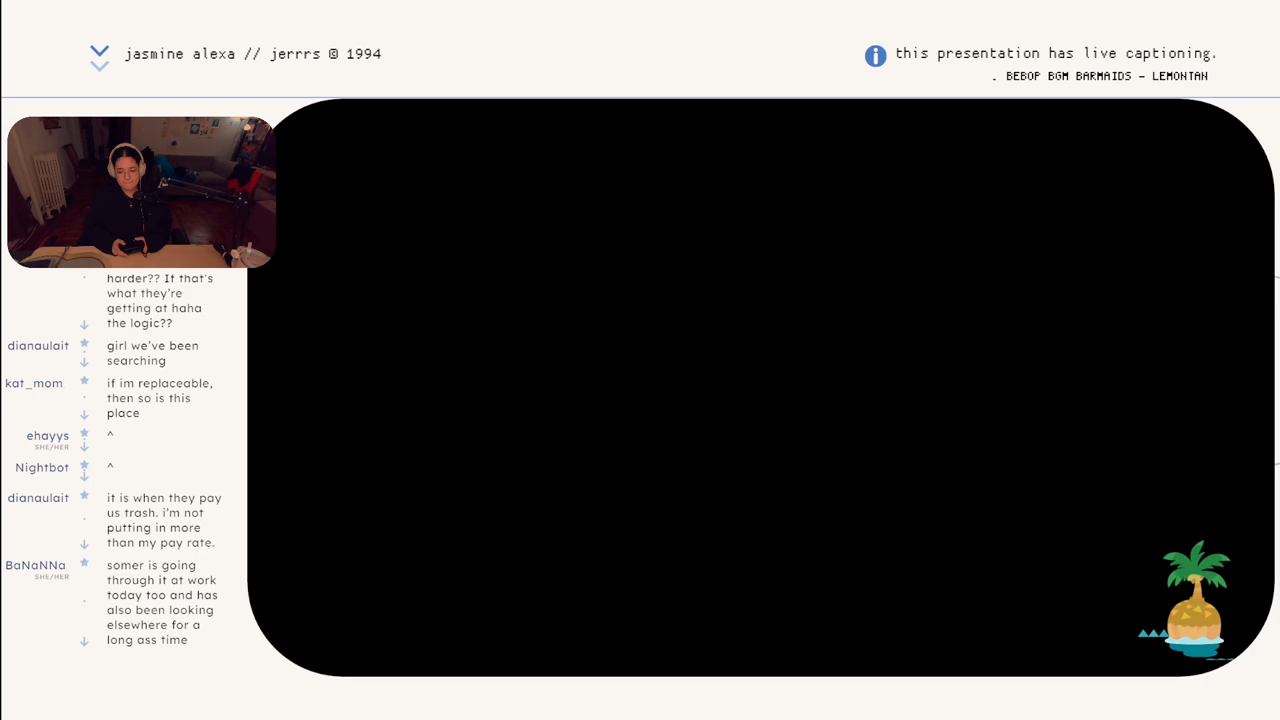 jasmine alexa // jerrrs © 1994
this presentation has live captioning.
. BEBOP BGM BARMAIDS - LEMONTAN
harder?? If that's
what they're
getting at haha
the logic??
dianaulait girl we've been
searching
kat_mom if im replaceable,
then so is this
place
ehayys ^
SHE/HER
Nightbot ^
dianaulait it is when they pay
us trash. i'm not
putting in more
than my pay rate.
BaNaNNa somer is going
SHE/HER through it at work
today too and has
also been looking
elsewhere for a
long ass time